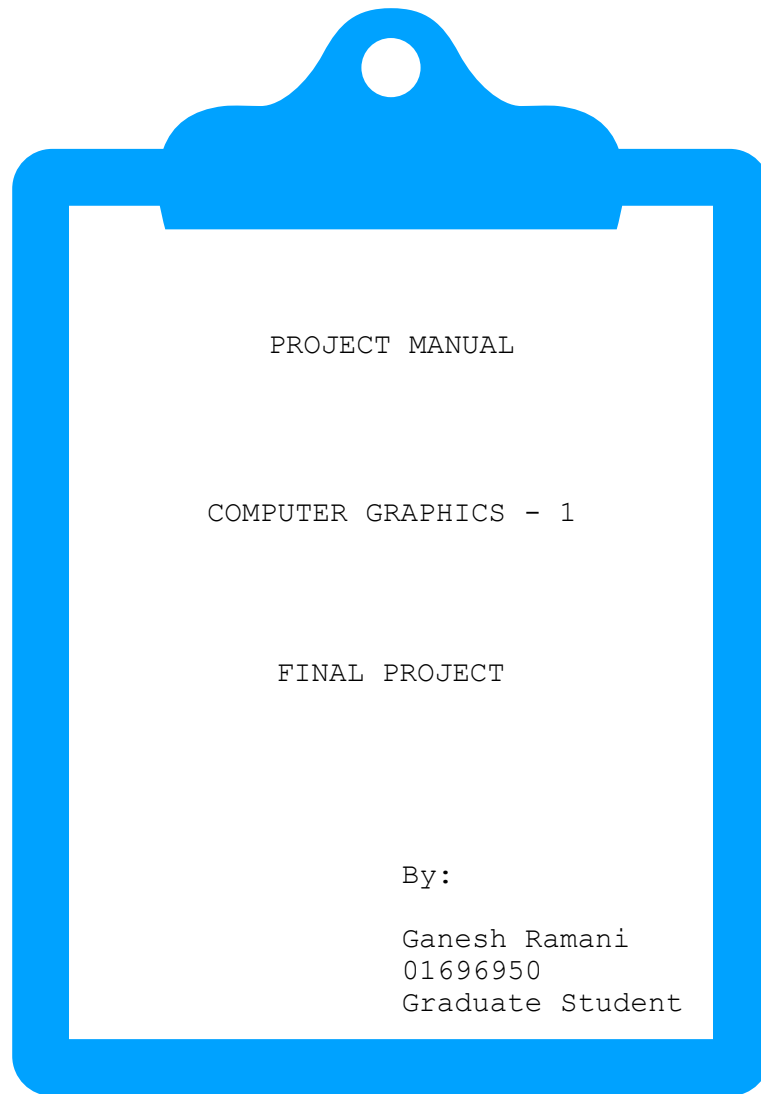 PROJECT MANUAL
COMPUTER GRAPHICS - 1
FINAL PROJECT
By:
Ganesh Ramani
01696950
Graduate Student